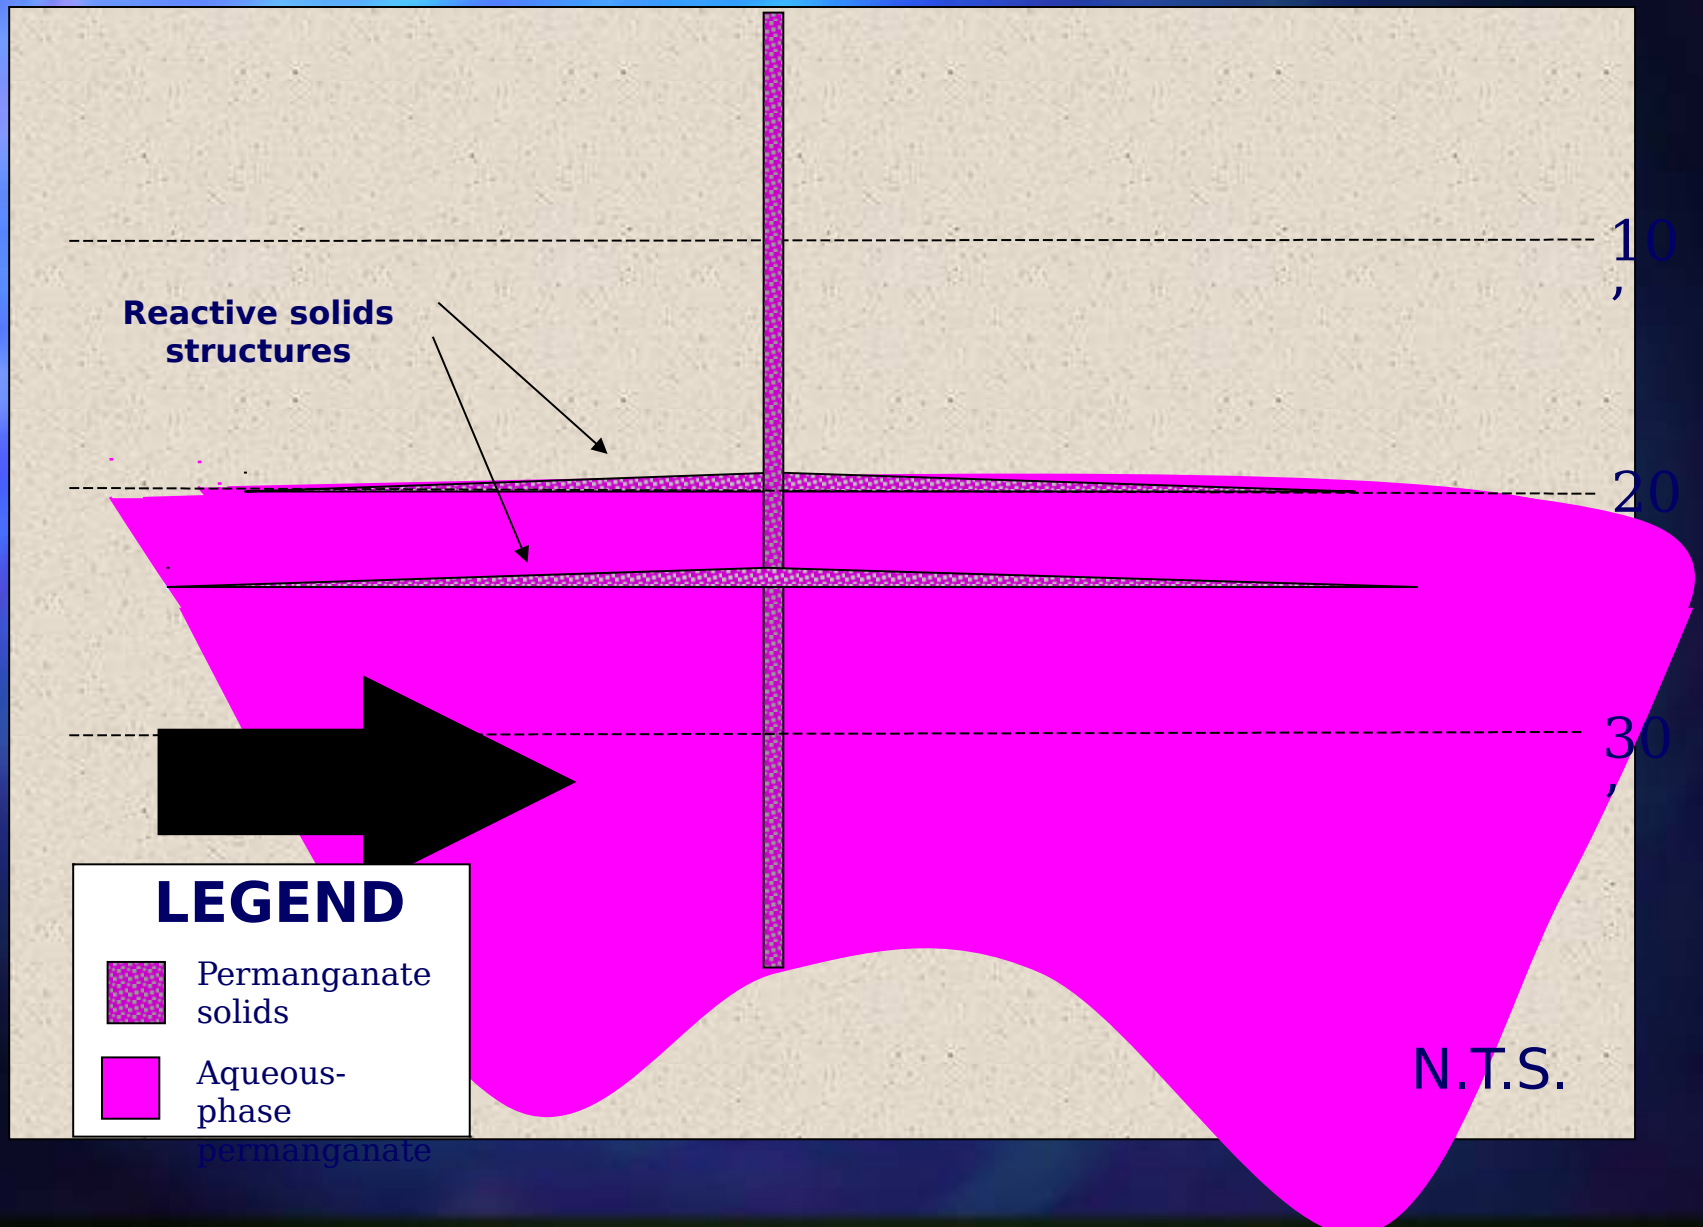 10
,
Reactive solids
structures
20
30
,
LEGEND
Permanganate
solids
Aqueous-
phase
permanganate
N.T.S.